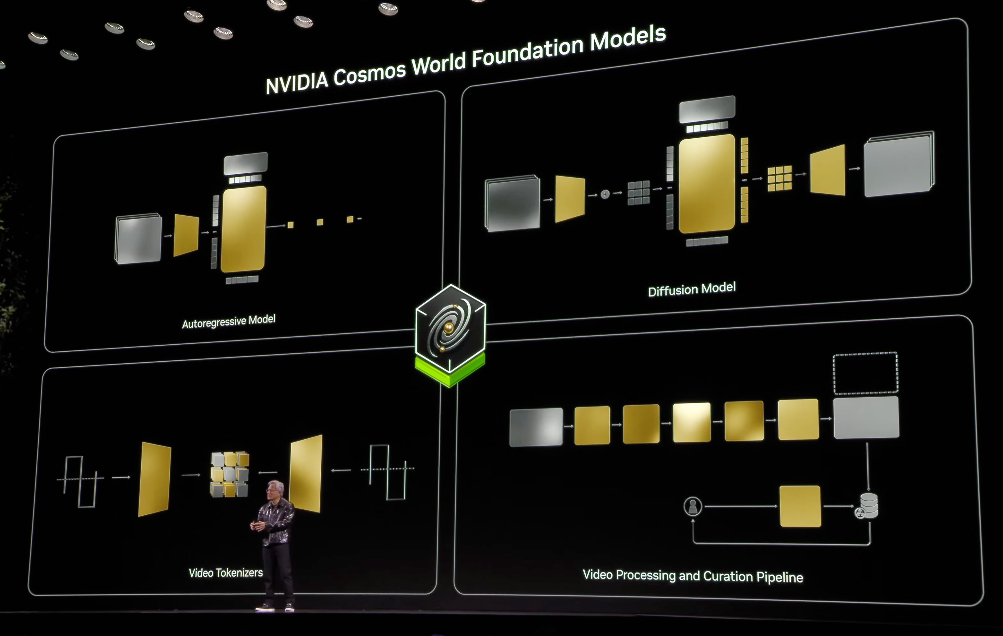 NVIDIA Cosmos World Foundation Models
Autoregressive Model
Diffusion Model
Video Tokenizers
Video Processing and Curation Pipeline